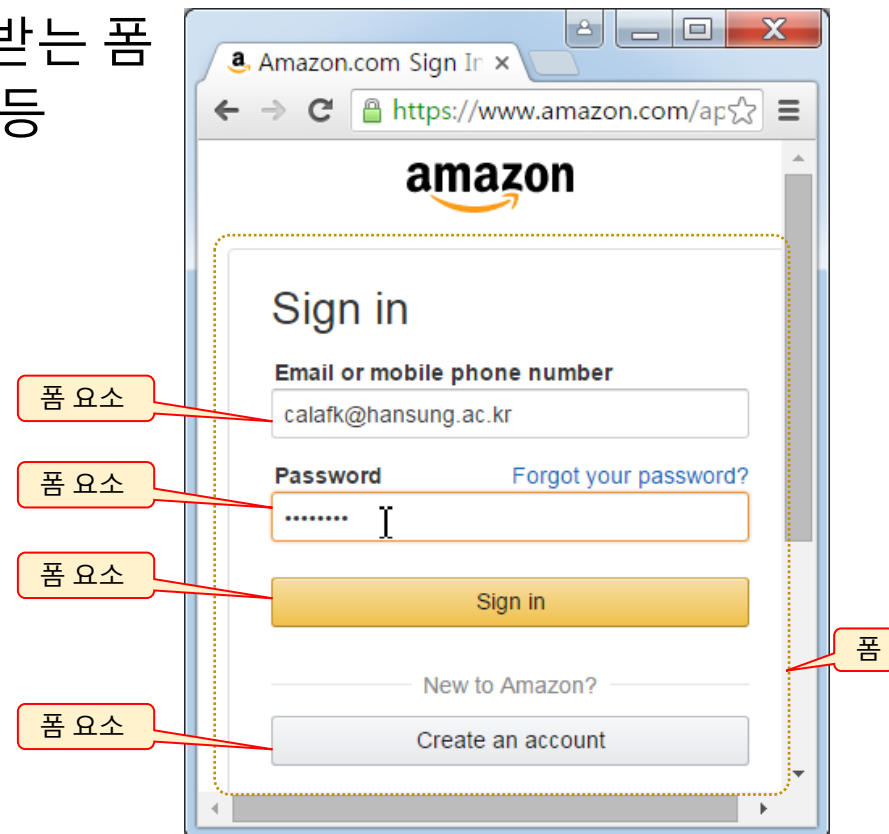 받는 폼
등
Amazon.com Sign In
https://www.amazon.com/ap
amazon
Sign in
Email or mobile phone number
폼 요소
calafk@hansung.ac.kr
Password Forgot your password?
폼 요소
••••••••
폼 요소
Sign in
폼
New to Amazon?
폼 요소
Create an account